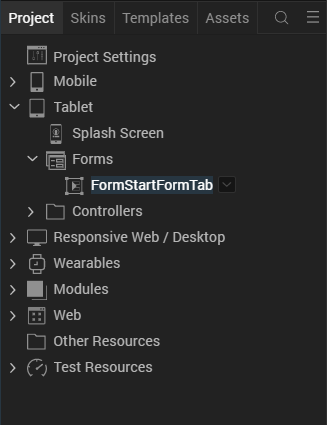 Project Skins Templates Assets
Project Settings
Mobile
Tablet
Splash Screen
Forms
FormStartFormTab
Controllers
Responsive Web / Desktop
Wearables
Modules
Web
Other Resources
Test Resources